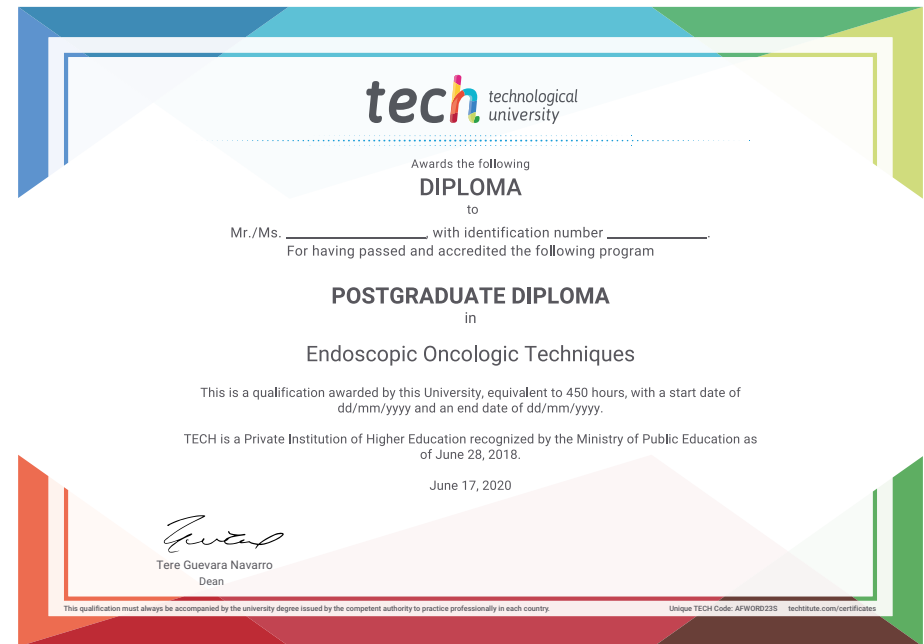 tech technological
university
Awards the following
DIPLOMA
to
Mr./Ms. ____________________, with identification number ______________.
For having passed and accredited the following program
POSTGRADUATE DIPLOMA
in
Endoscopic Oncologic Techniques
This is a qualification awarded by this University, equivalent to 450 hours, with a start date of
dd/mm/yyyy and an end date of dd/mm/yyyy.
TECH is a Private Institution of Higher Education recognized by the Ministry of Public Education as
of June 28, 2018.
June 17, 2020
Tere Guevara Navarro
Dean
This qualification must always be accompanied by the university degree issued by the competent authority to practice professionally in each country. Unique TECH Code: AFWORD23S techtitute.com/certificates